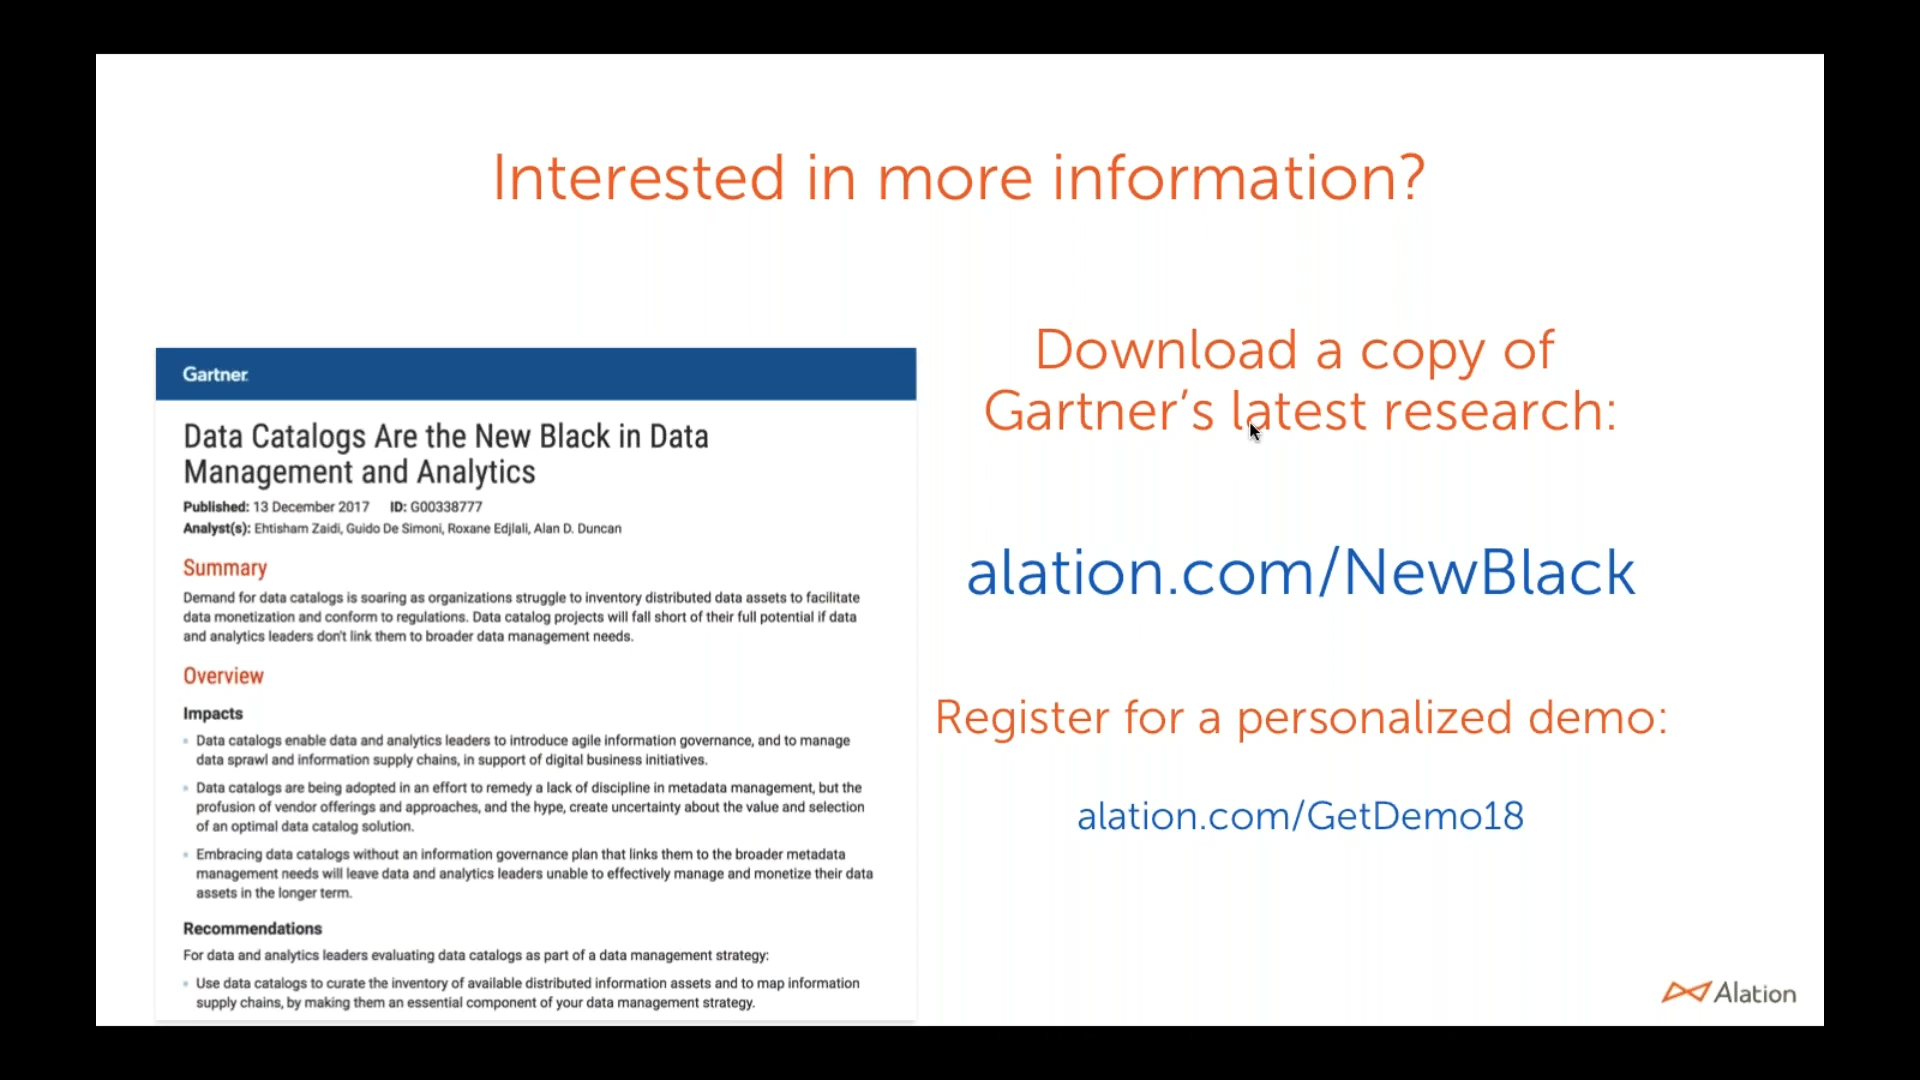 Interested in more information?
Gartner
Data Catalogs Are the New Black in Data
Management and Analytics
Published: 13 December 2017 ID: G00338777
Analyst(s): Ehtisham Zaidi, Guido De Simoni, Roxane Edjlali, Alan D. Duncan
Summary
Demand for data catalogs is soaring as organizations struggle to inventory distributed data assets to facilitate
data monetization and conform to regulations. Data catalog projects will fall short of their full potential if data
and analytics leaders don't link them to broader data management needs.
Overview
Impacts
Data catalogs enable data and analytics leaders to introduce agile information governance, and to manage
data sprawl and information supply chains, in support of digital business initiatives.
Data catalogs are being adopted in an effort to remedy a lack of discipline in metadata management, but the
profusion of vendor offerings and approaches, and the hype, create uncertainty about the value and selection
of an optimal data catalog solution.
Embracing data catalogs without an information governance plan that links them to the broader metadata
management needs will leave data and analytics leaders unable to effectively manage and monetize their data
assets in the longer term.
Recommendations
For data and analytics leaders evaluating data catalogs as part of a data management strategy:
Use data catalogs to curate the inventory of available distributed information assets and to map information
supply chains, by making them an essential component of your data management strategy.
Download a copy of
Gartner’s latest research:
alation.com/NewBlack
Register for a personalized demo:
alation.com/GetDemo18
Alation